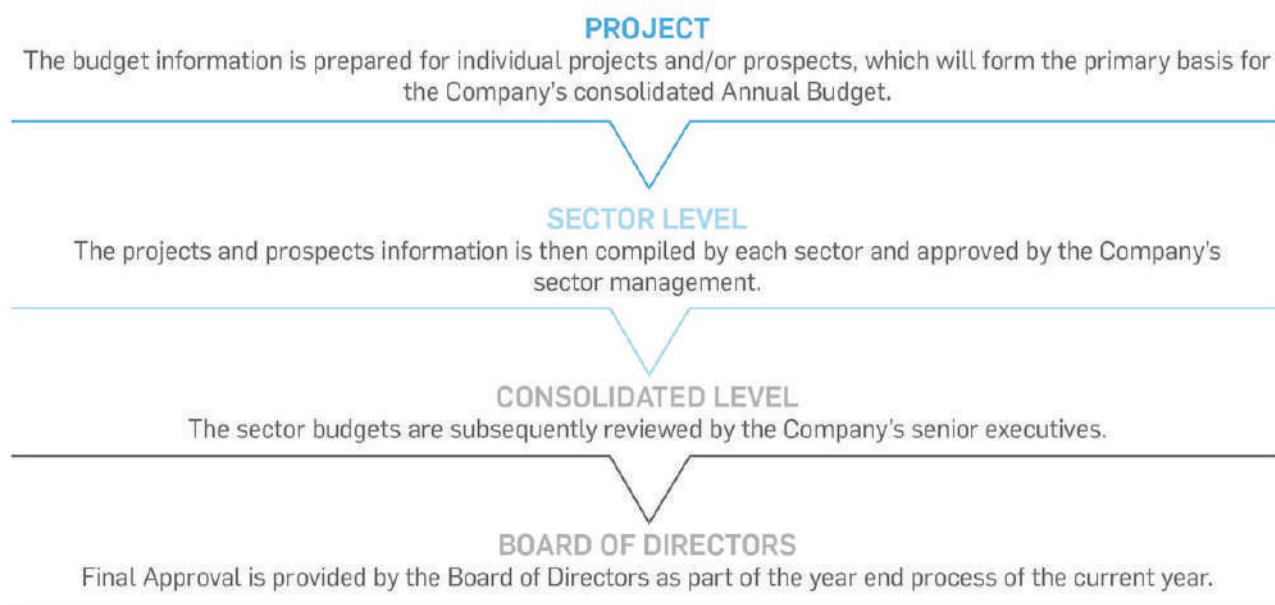 PROJECT
The budget information is prepared for individual projects and/or prospects, which will form the primary basis for
the Company's consolidated Annual Budget.
SECTOR LEVEL
The projects and prospects information is then compiled by each sector and approved by the Company's
sector management.
CONSOLIDATED LEVEL
The sector budgets are subsequently reviewed by the Company's senior executives.
BOARD OF DIRECTORS
Final Approval is provided by the Board of Directors as part of the year end process of the current year.